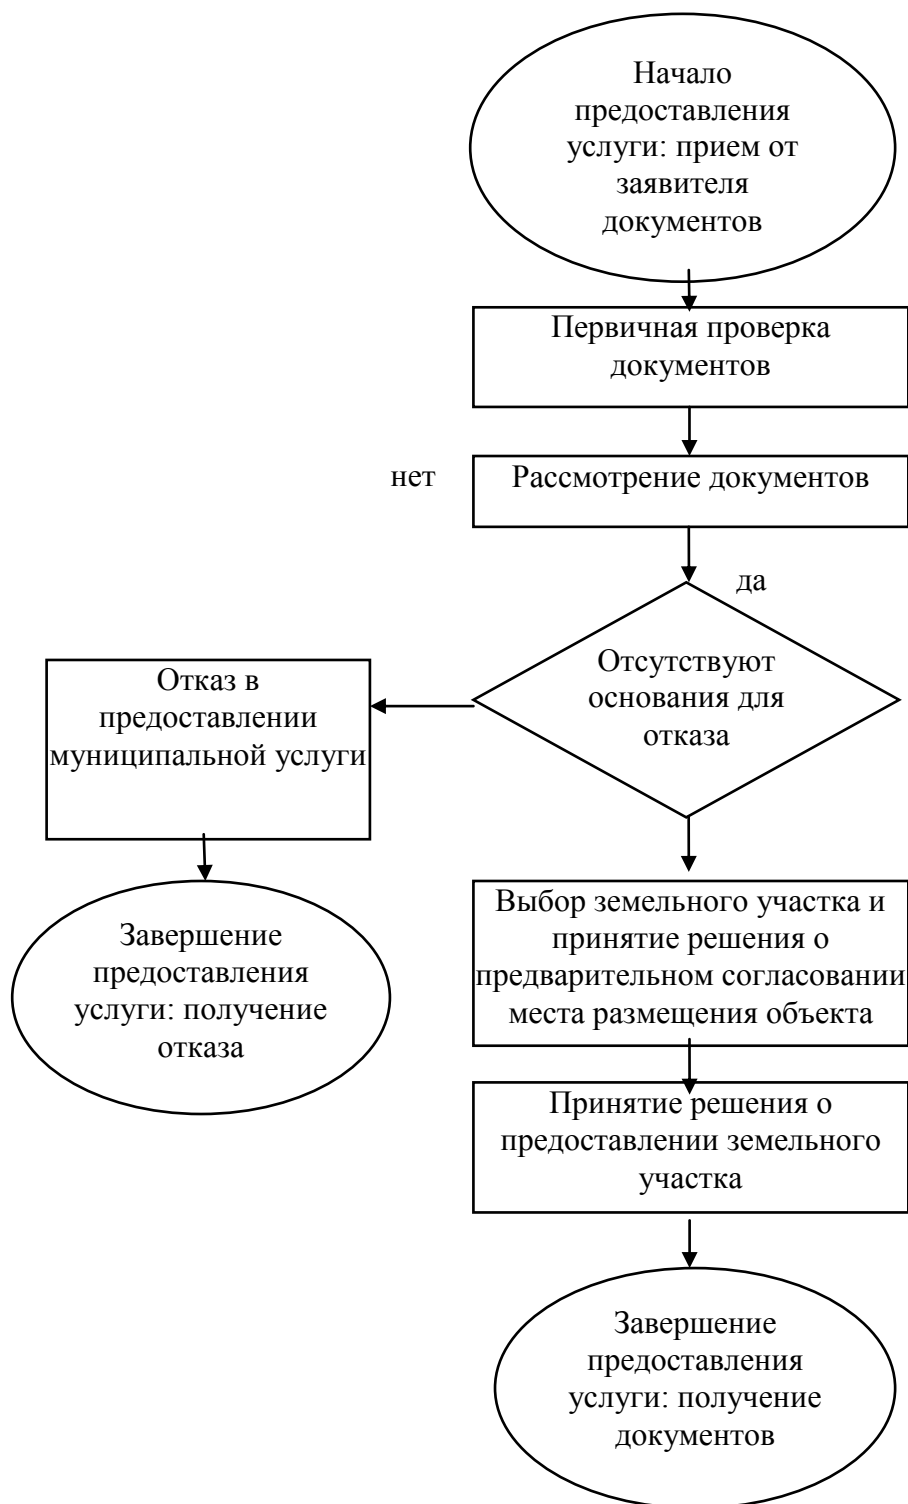 Начало
предоставления
услуги: прием от
заявителя
документов
Первичная проверка
документов
нет
Рассмотрение документов
да
Отсутствуют
основания для
отказа
Отказ в
предоставлении
муниципальной услуги
Завершение
предоставления
услуги: получение
отказа
Выбор земельного участка и
принятие решения о
предварительном согласовании
места размещения объекта
Принятие решения о
предоставлении земельного
участка
Завершение
предоставления
услуги: получение
документов